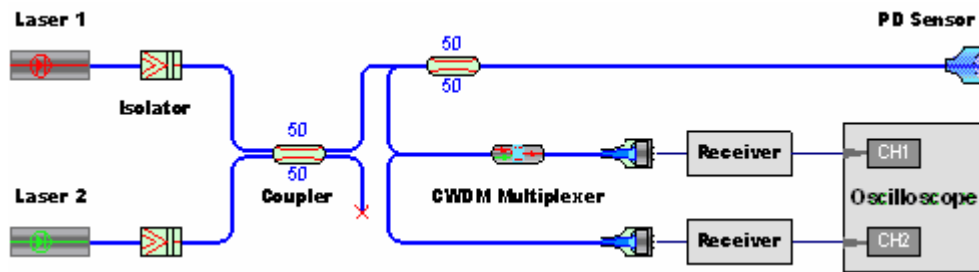 Laser 1
PD Sensor
50
50
Isolator
50
50
Receiver
CH1
Laser 2
Coupler
CWDM Multiplexer
Oscilloscope
Receiver
CH2